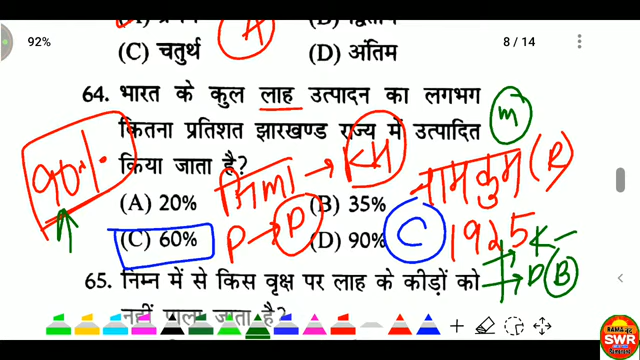 92%
8 / 14
A
(C) चतुर्थ
(D) अंतिम
64. भारत के कुल लाह उत्पादन का लगभग
कितना प्रतिशत झारखण्ड राज्य में उत्पादित
किया जाता है?
m
90%.
KH
नामकुम (R)
(A) 20%
(B) 35%
P → P
C
1925
K
(C) 60%
(D) 90%
D B
65. निम्न में से किस वृक्ष पर लाह के कीड़ों को
नहीं पाला जाता है?
SWR